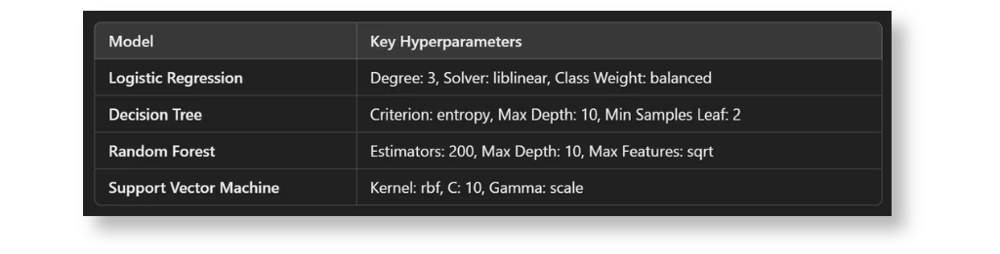 Model Key Hyperparameters
Logistic Regression Degree: 3, Solver: liblinear, Class Weight: balanced
Decision Tree Criterion: entropy, Max Depth: 10, Min Samples Leaf: 2
Random Forest Estimators: 200, Max Depth: 10, Max Features: sqrt
Support Vector Machine Kernel: rbf, C: 10, Gamma: scale